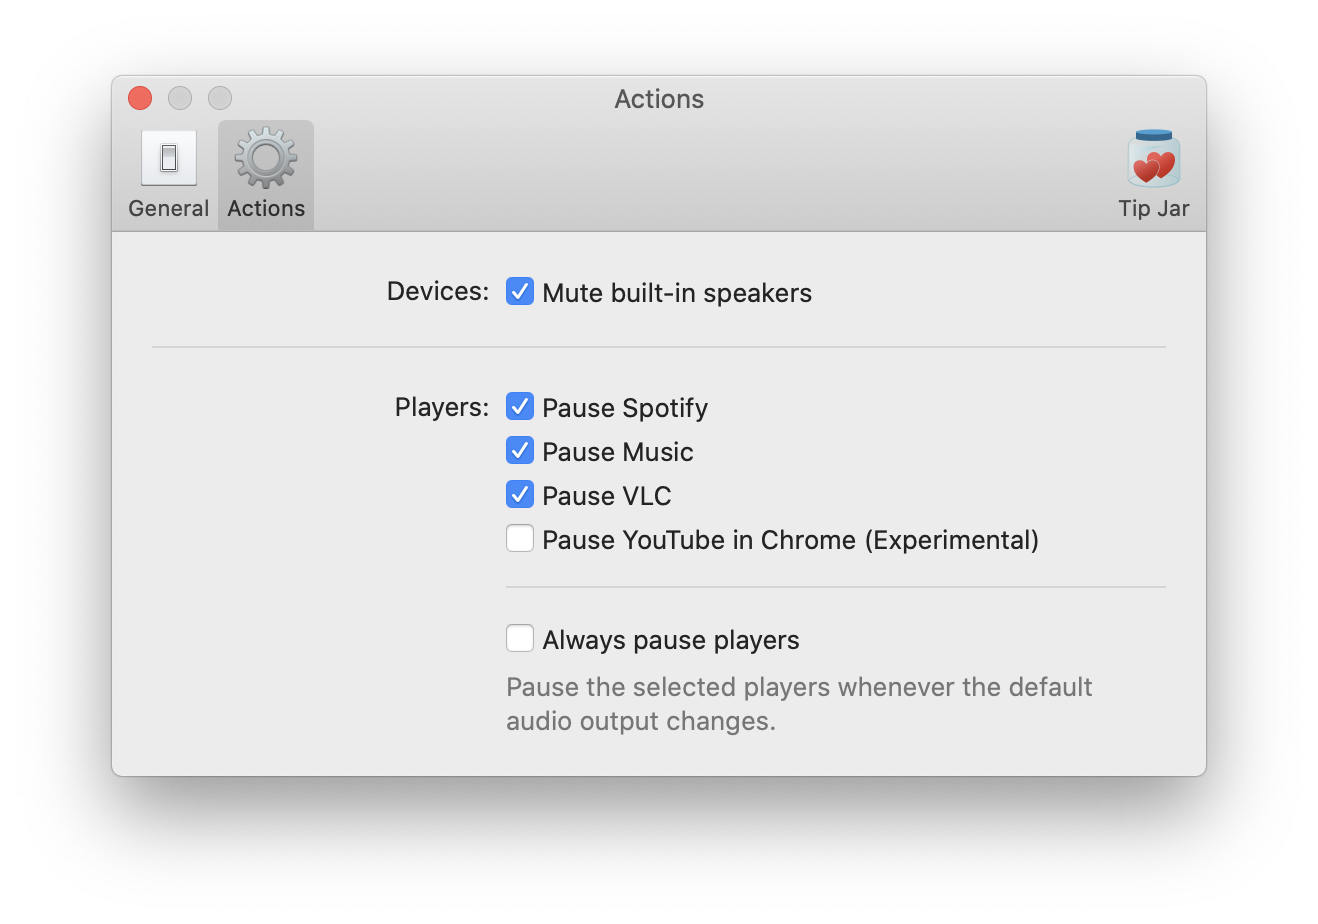 Actions
General
Actions
Tip Jar
Devices:
Mute built-in speakers
Players:
Pause Spotify
Pause Music
Pause VLC
Pause YouTube in Chrome (Experimental)
Always pause players
Pause the selected players whenever the default
audio output changes.